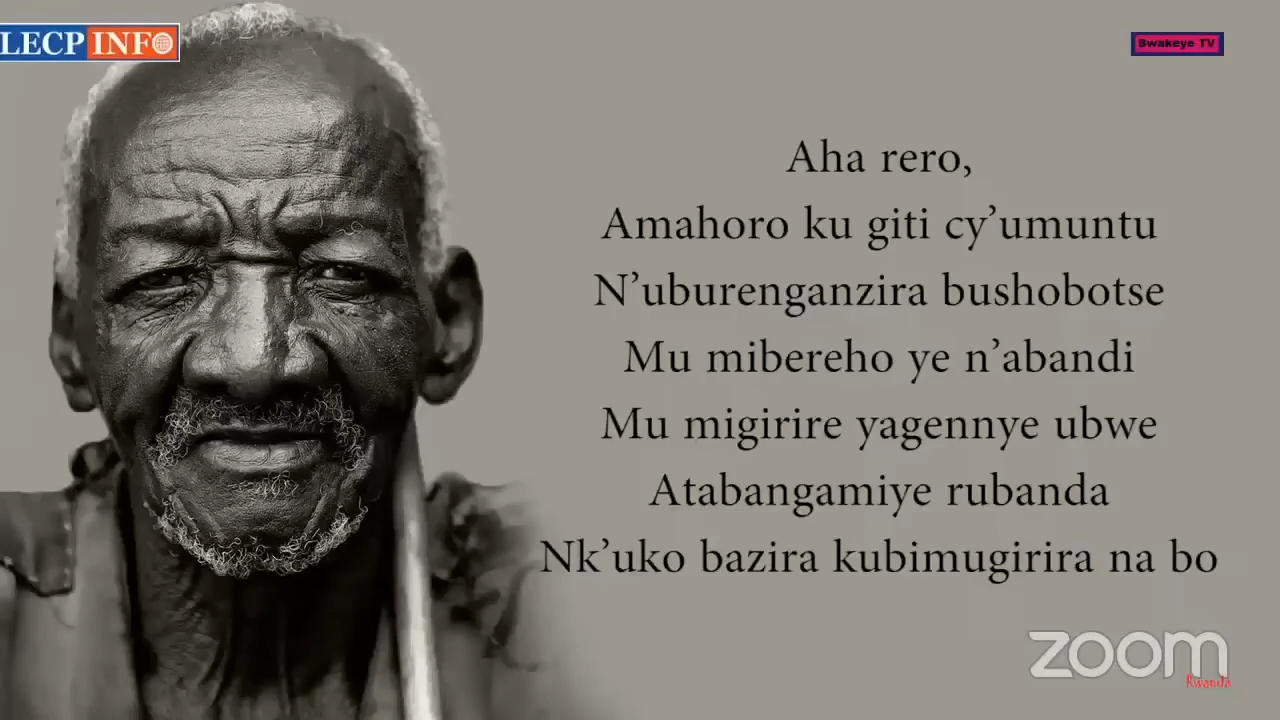 LECP INFO
Bwakeye TV
Aha rero,
Amahoro ku giti cy’umuntu
N’uburenganzira bushobotse
Mu mibereho ye n’abandi
Mu migirire yagennye ubwe
Atabangamiye rubanda
Nk’uko bazira kubimugirira na bo
zoom
Rwanda